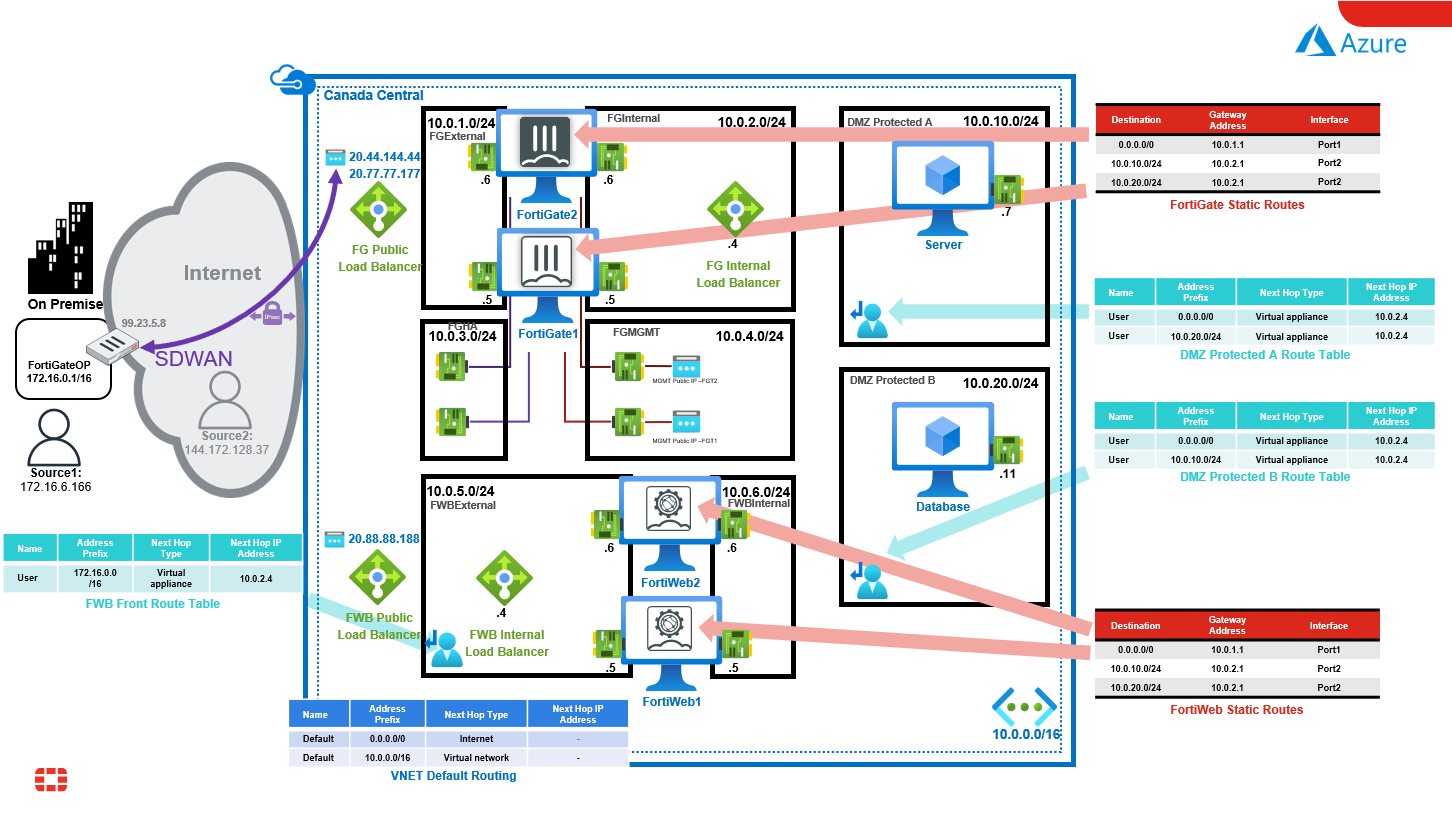 Azure
Canada Central
10.0.1.0/24
FGExternal
FGInternal
10.0.2.0/24
DMZ Protected A
10.0.10.0/24
20.44.144.44
20.77.77.177
.6
.6
FortiGate2
FG Public
Load Balancer
.4
FG Internal
Load Balancer
.5
.5
FortiGate1
.7
Server
Destination
Gateway
Address
Interface
0.0.0.0/0
10.0.1.1
Port1
10.0.10.0/24
10.0.2.1
Port2
10.0.20.0/24
10.0.2.1
Port2
FortiGate Static Routes
Internet
On Premise
99.23.5.8
IPsec
SDWAN
FortiGateOP
172.16.0.1/16
Source2:
144.172.128.37
Source1:
172.16.6.166
FGHA
10.0.3.0/24
FGMGMT
10.0.4.0/24
MGMT Public IP –FGT2
MGMT Public IP –FGT1
Name
Address
Prefix
Next Hop Type
Next Hop IP
Address
User
0.0.0.0/0
Virtual appliance
10.0.2.4
User
10.0.20.0/24
Virtual appliance
10.0.2.4
DMZ Protected A Route Table
DMZ Protected B
10.0.20.0/24
.11
Database
Name
Address
Prefix
Next Hop Type
Next Hop IP
Address
User
0.0.0.0/0
Virtual appliance
10.0.2.4
User
10.0.10.0/24
Virtual appliance
10.0.2.4
DMZ Protected B Route Table
10.0.5.0/24
FWBExternal
10.0.6.0/24
FWBInternal
20.88.88.188
.6
.6
FortiWeb2
FWB Public
Load Balancer
.4
FWB Internal
Load Balancer
.5
.5
FortiWeb1
Name
Address
Prefix
Next Hop
Type
Next Hop IP
Address
User
172.16.0.0
/16
Virtual
appliance
10.0.2.4
FWB Front Route Table
Destination
Gateway
Address
Interface
0.0.0.0/0
10.0.1.1
Port1
10.0.10.0/24
10.0.2.1
Port2
10.0.20.0/24
10.0.2.1
Port2
FortiWeb Static Routes
10.0.0.0/16
Name
Address
Prefix
Next Hop Type
Next Hop IP
Address
Default
0.0.0.0/0
Internet
-
Default
10.0.0.0/16
Virtual network
-
VNET Default Routing